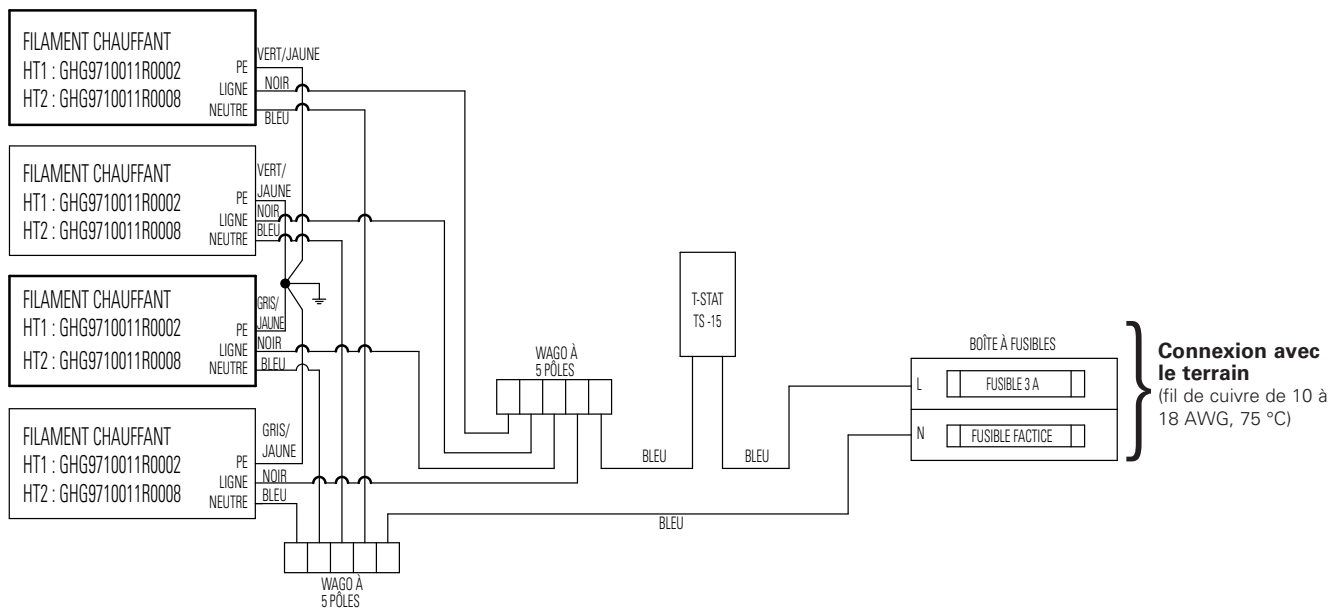 FILAMENT CHAUFFANT
HT1 : GHG9710011R0002
HT2 : GHG9710011R0008
PE
LIGNE
NEUTRE
VERT/JAUNE
NOIR
BLEU
FILAMENT CHAUFFANT
HT1 : GHG9710011R0002
HT2 : GHG9710011R0008
PE
LIGNE
NEUTRE
VERT/
JAUNE
NOIR
BLEU
FILAMENT CHAUFFANT
HT1 : GHG9710011R0002
HT2 : GHG9710011R0008
PE
LIGNE
NEUTRE
GRIS/
JAUNE
NOIR
BLEU
FILAMENT CHAUFFANT
HT1 : GHG9710011R0002
HT2 : GHG9710011R0008
PE
LIGNE
NEUTRE
GRIS/
JAUNE
NOIR
BLEU
WAGO À
5 PÔLES
WAGO À
5 PÔLES
T-STAT
TS -15
BLEU
BLEU
BLEU
BOÎTE À FUSIBLES
L
FUSIBLE 3 A
N
FUSIBLE FACTICE
Connexion avec
le terrain
(fil de cuivre de 10 à
18 AWG, 75 °C)